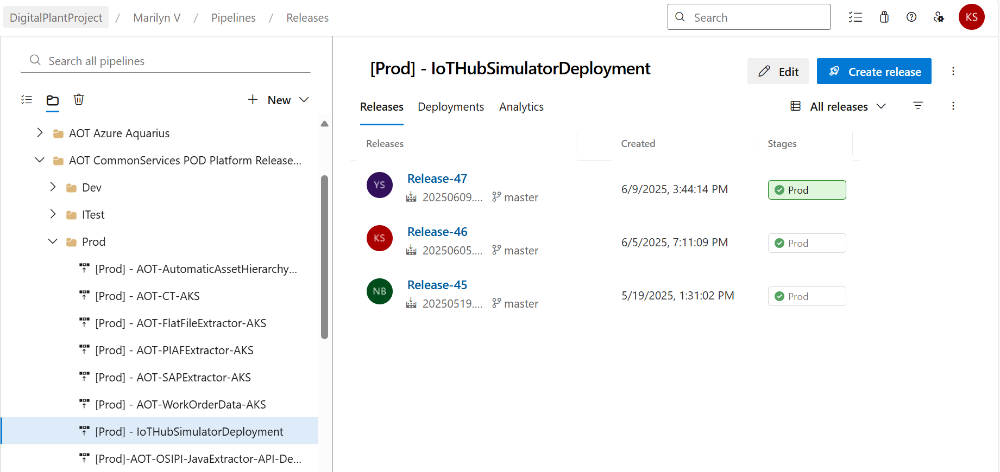 DigitalPlantProject / Marilyn V / Pipelines / Releases
Search
KS
Search all pipelines
New
AOT Azure Aquarius
AOT CommonServices POD Platform Release...
Dev
ITest
Prod
[Prod] - AOT-AutomaticAssetHierarchy...
[Prod] - AOT-CT-AKS
[Prod] - AOT-FlatFileExtractor-AKS
[Prod] - AOT-PIAFExtractor-AKS
[Prod] - AOT-SAPExtractor-AKS
[Prod] - AOT-WorkOrderData-AKS
[Prod] - IoTHubSimulatorDeployment
[Prod]-AOT-OSIPI-JavaExtractor-API-De...
[Prod] - IoTHubSimulatorDeployment
Edit
Create release
Releases Deployments Analytics
All releases
Releases Created Stages
YS Release-47
20250609.... master
6/9/2025, 3:44:14 PM
Prod
KS Release-46
20250605.... master
6/5/2025, 7:11:09 PM
Prod
NB Release-45
20250519.... master
5/19/2025, 1:31:02 PM
Prod